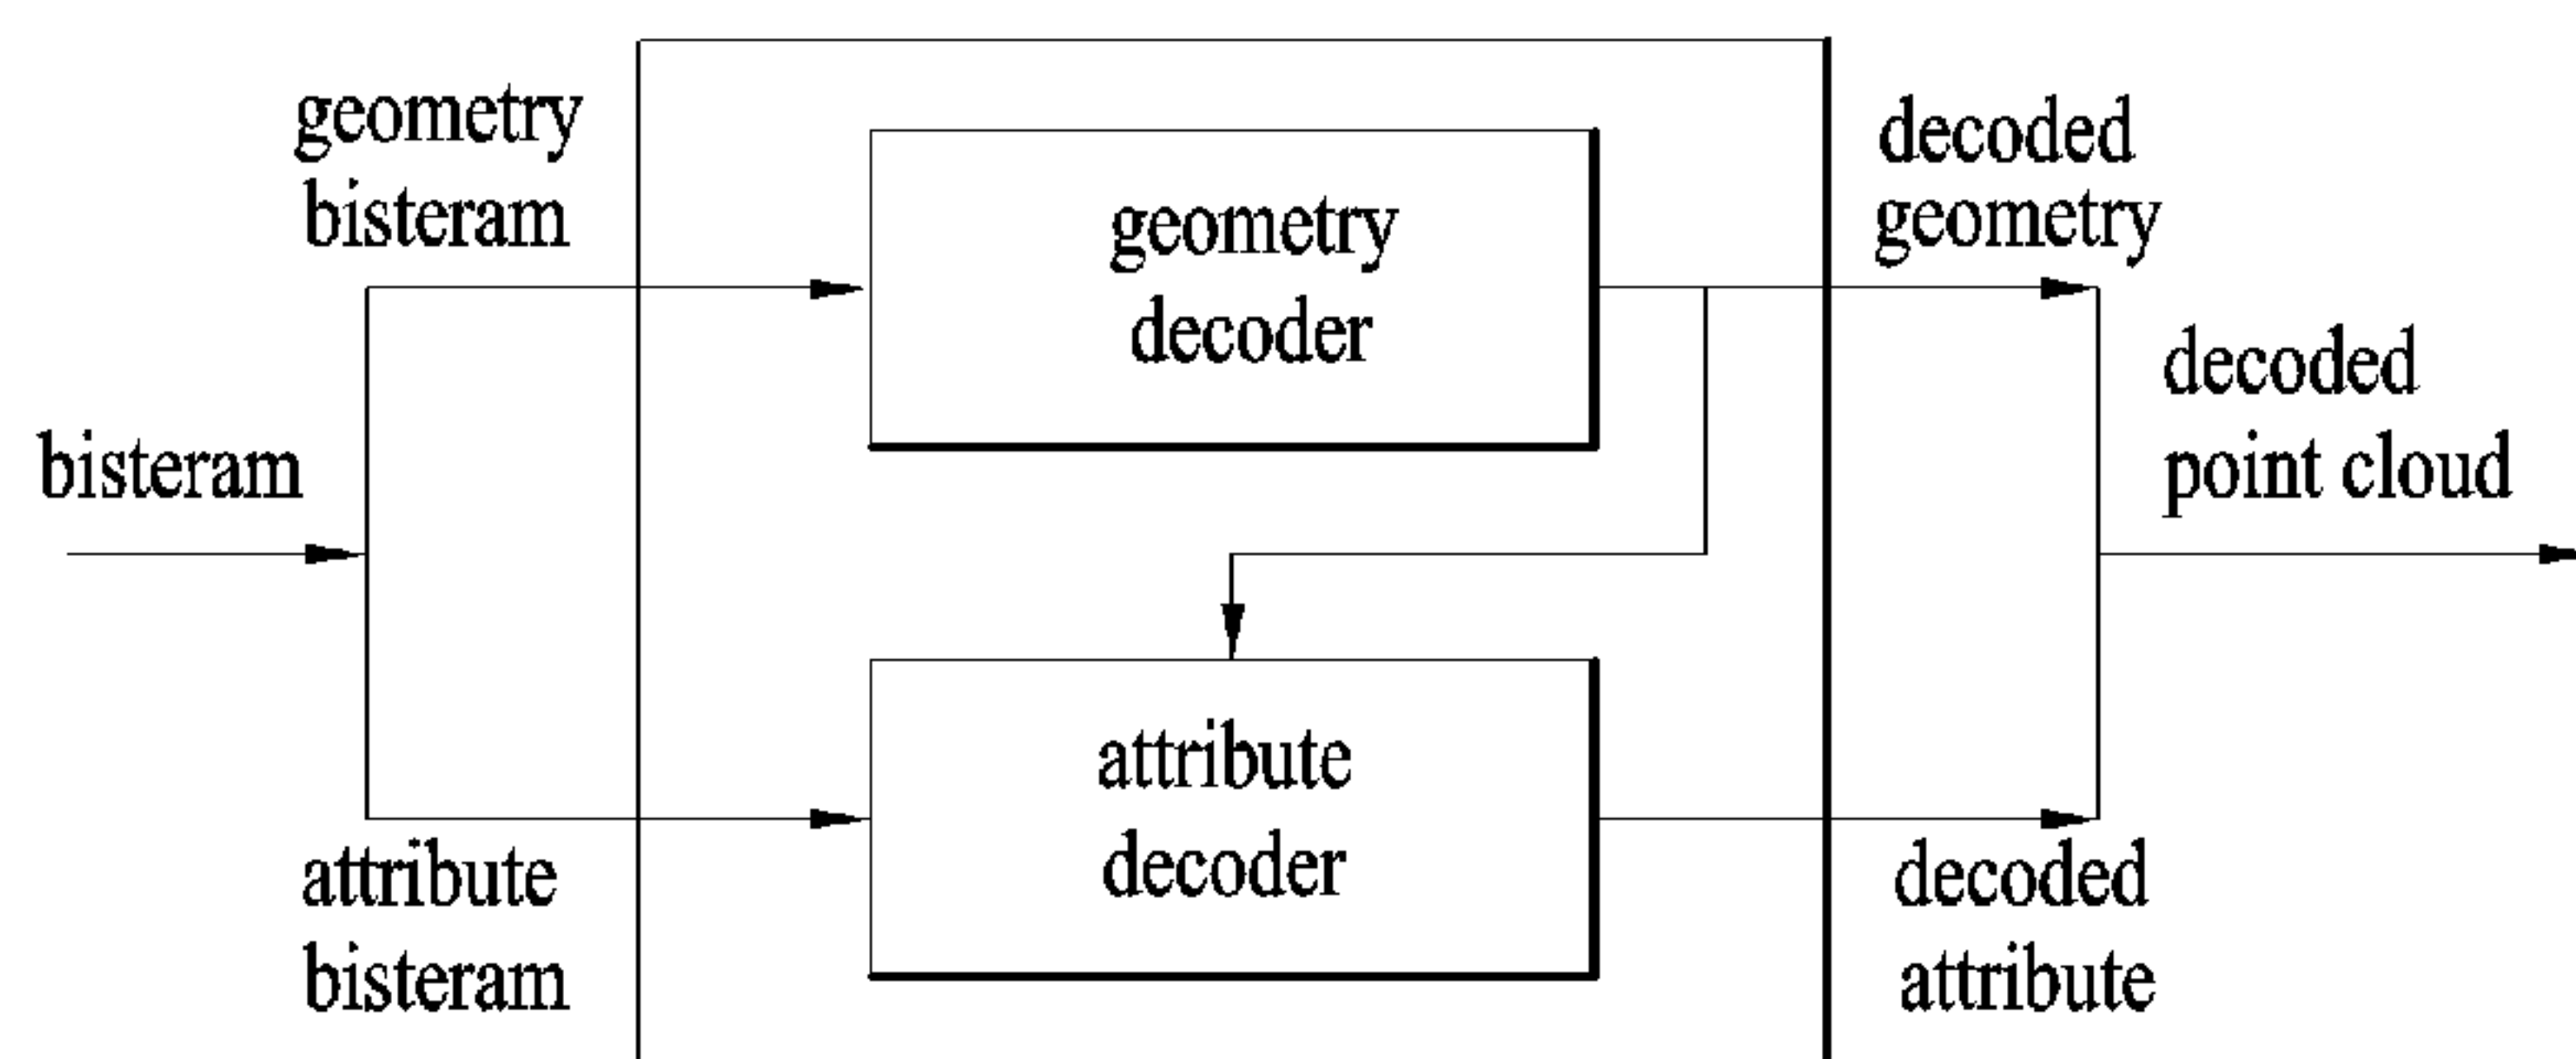 geometry
bisteram
bisteram
attribute
bisteram
geometry
decoder
attribute
decoder
decoded
geometry
decoded
point cloud
decoded
attribute